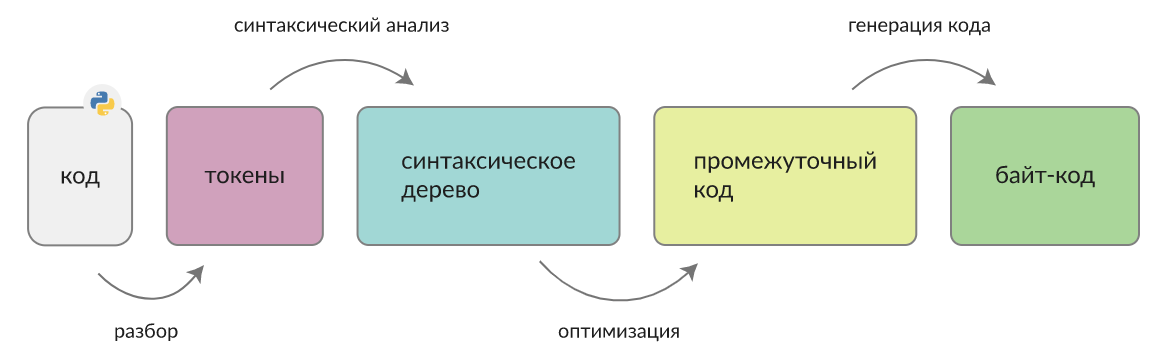 синтаксический анализ
генерация кода
код
токены
синтаксическое
дерево
промежуточный
код
байт-код
разбор
оптимизация